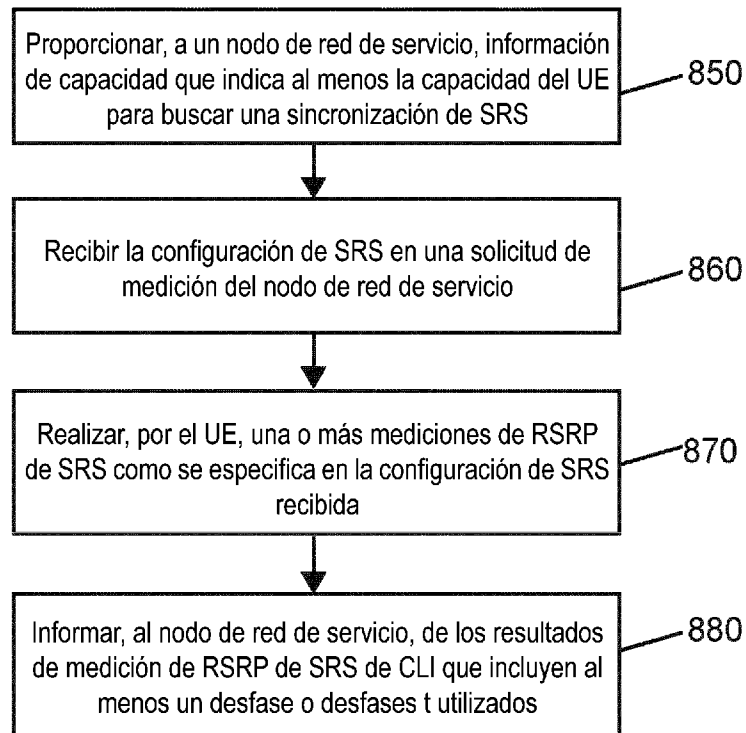 Proporcionar, a un nodo de red de servicio, información
de capacidad que indica al menos la capacidad del UE
para buscar una sincronización de SRS
850
Recibir la configuración de SRS en una solicitud de
medición del nodo de red de servicio
860
Realizar, por el UE, una o más mediciones de RSRP
de SRS como se especifica en la configuración de SRS
recibida
870
Informar, al nodo de red de servicio, de los resultados
de medición de RSRP de SRS de CLI que incluyen al
menos un desfase o desfases t utilizados
880